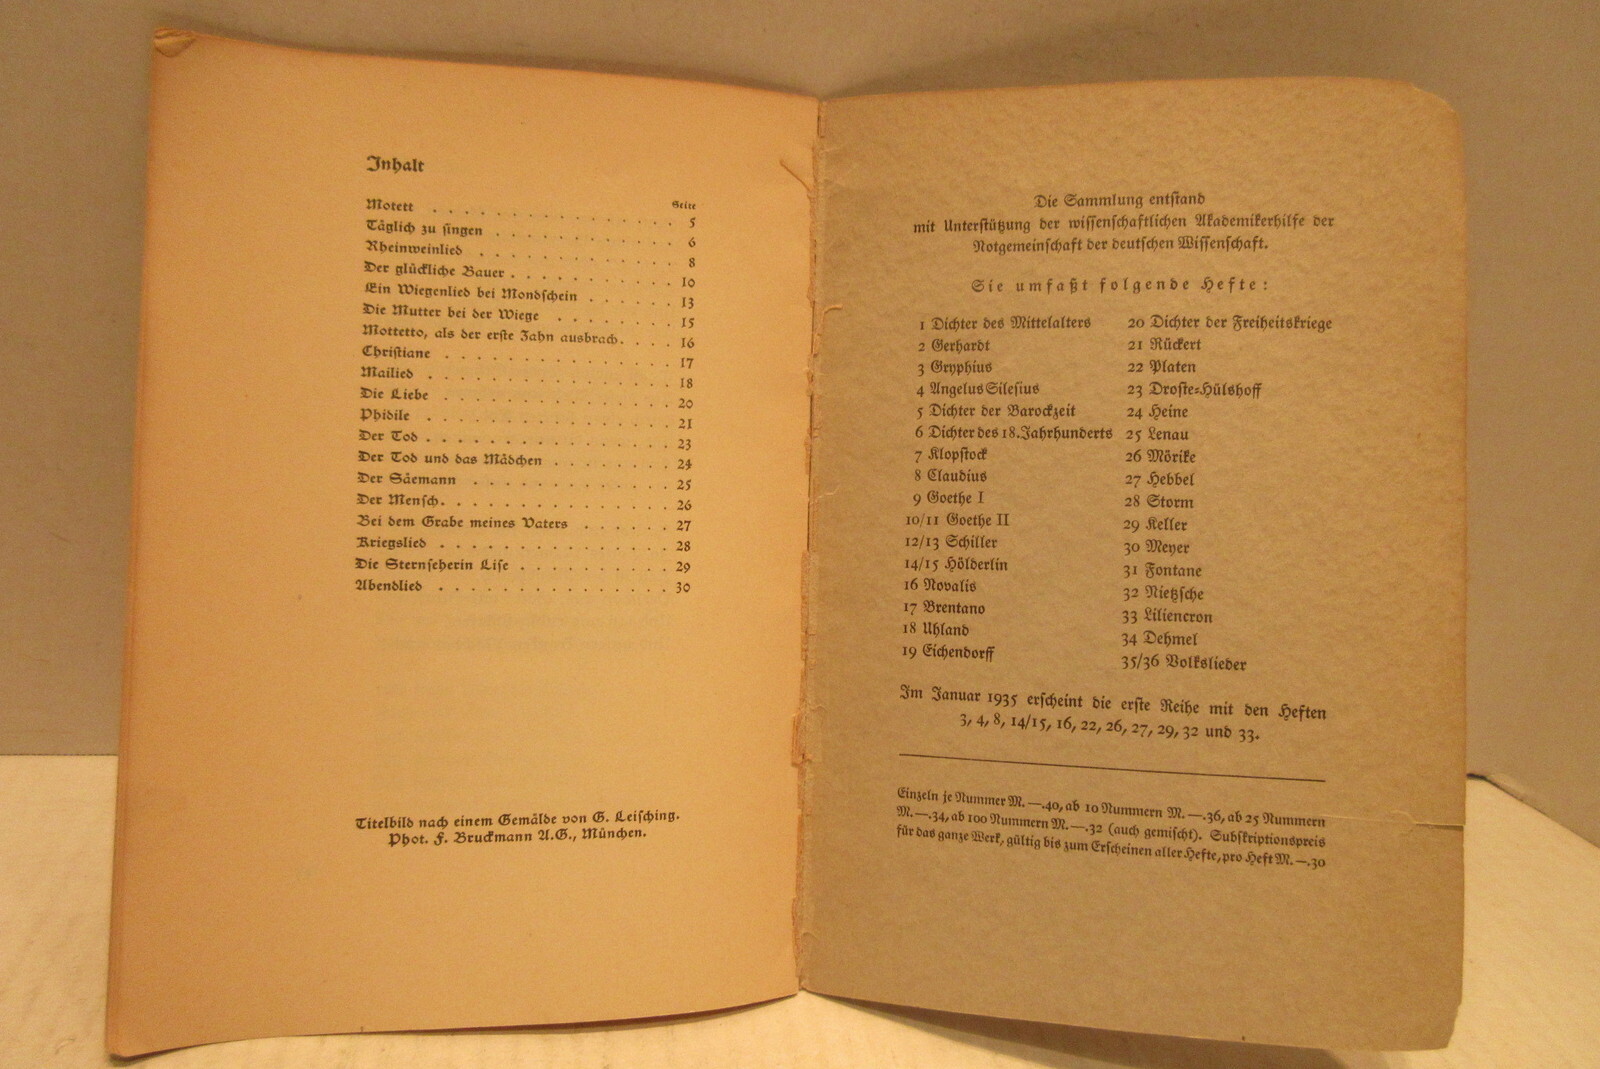 Inhalt
Seite
Motett . . . . . . . . . . . . . . . 5
Täglich zu singen . . . . . . . . . . . 6
Rheinweinlied . . . . . . . . . . . . 8
Der glückliche Bauer . . . . . . . . . . 10
Ein Wiegenlied bei Mondschein . . . . . . 13
Die Mutter bei der Wiege . . . . . . . . 15
Mottetto, als der erste Zahn ausbrach . . . . 16
Christiane . . . . . . . . . . . . . . 17
Mailied . . . . . . . . . . . . . . . 18
Die Liebe . . . . . . . . . . . . . . 20
Phidile . . . . . . . . . . . . . . . 21
Der Tod . . . . . . . . . . . . . . . 23
Der Tod und das Mädchen . . . . . . . . 24
Der Säemann . . . . . . . . . . . . . 25
Der Mensch . . . . . . . . . . . . . . 26
Bei dem Grabe meines Vaters . . . . . . 27
Kriegslied . . . . . . . . . . . . . . 28
Die Sternseherin Lise . . . . . . . . . . 29
Abendlied . . . . . . . . . . . . . . 30
Titelbild nach einem Gemälde von G. Leisching.
Phot. F. Bruckmann A.G., München.
Die Sammlung entstand
mit Unterstützung der wissenschaftlichen Akademikerhilfe der
Notgemeinschaft der deutschen Wissenschaft.
Sie umfaßt folgende Hefte:
1 Dichter des Mittelalters
2 Gerhardt
3 Gryphius
4 Angelus Silesius
5 Dichter der Barockzeit
6 Dichter des 18. Jahrhunderts
7 Klopstock
8 Claudius
9 Goethe I
10/11 Goethe II
12/13 Schiller
14/15 Hölderlin
16 Novalis
17 Brentano
18 Uhland
19 Eichendorff
20 Dichter der Freiheitskriege
21 Rückert
22 Platen
23 Droste-Hülshoff
24 Heine
25 Lenau
26 Mörike
27 Hebbel
28 Storm
29 Keller
30 Meyer
31 Fontane
32 Nietzsche
33 Liliencron
34 Dehmel
35/36 Volkslieder
Im Januar 1935 erscheint die erste Reihe mit den Heften
3, 4, 8, 14/15, 16, 22, 26, 27, 29, 32 und 33.
Einzeln je Nummer M. —.40, ab 10 Nummern M. —.36, ab 25 Nummern
M. —.34, ab 100 Nummern M. —.32 (auch gemischt). Subskriptionspreis
für das ganze Werk, gültig bis zum Erscheinen aller Hefte, pro Heft M. —.30